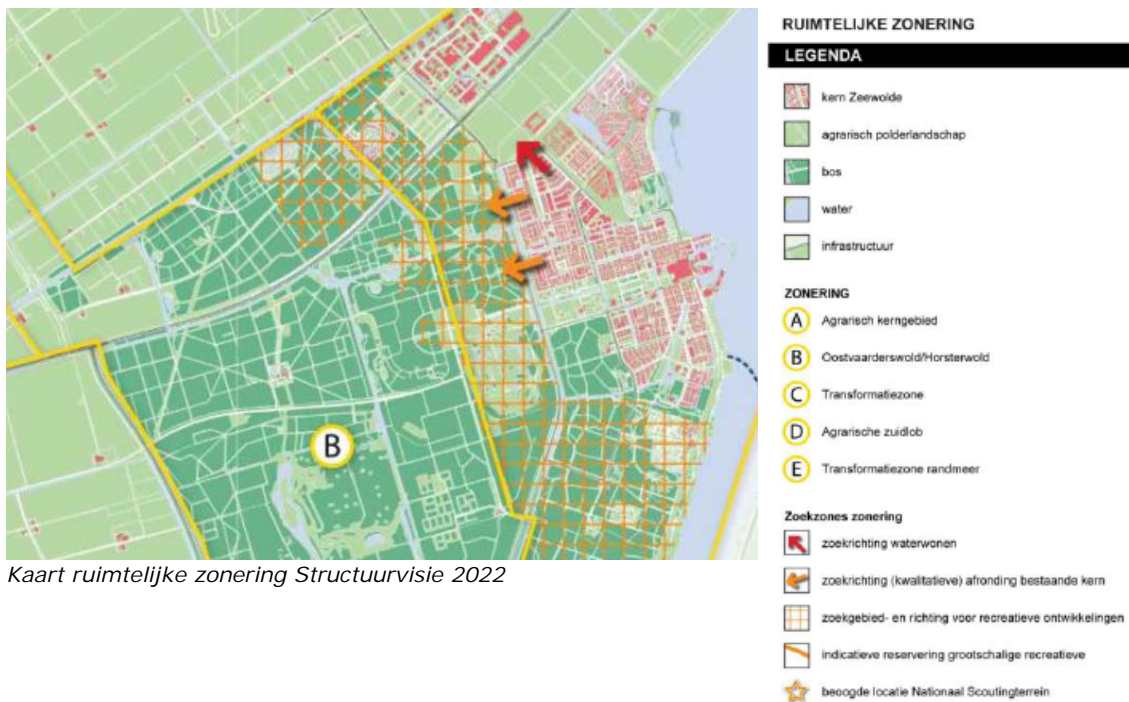 B
Kaart ruimtelijke zonering Structuurvisie 2022
RUIMTELIJKE ZONERING
LEGENDA
kern Zeewolde
agrarisch polderlandschap
bos
water
infrastructuur
ZONERING
A Agrarisch kerngebied
B Oostvaarderswold/Horsterwold
C Transformatiezone
D Agrarische zuidlob
E Transformatiezone randmeer
Zoekzones zonering
zoekrichting waterwonen
zoekrichting (kwalitatieve) afronding bestaande kern
zoekgebied- en richting voor recreatieve ontwikkelingen
indicatieve reservering grootschalige recreatieve
beoogde locatie Nationaal Scoutingterrein